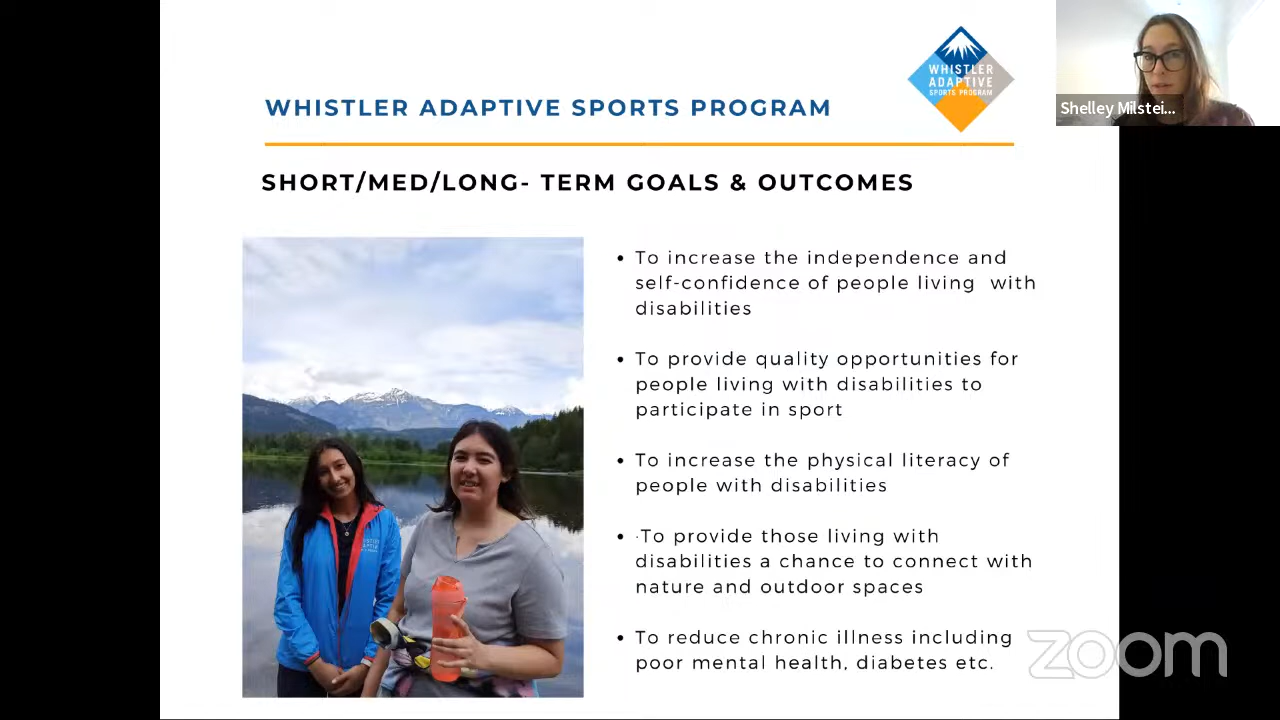 WHISTLER ADAPTIVE SPORTS PROGRAM
WHISTLER
ADAPTIVE
SPORTS PROGRAM
Shelley Milstei...
SHORT/MED/LONG- TERM GOALS & OUTCOMES
• To increase the independence and
self-confidence of people living with
disabilities
• To provide quality opportunities for
people living with disabilities to
participate in sport
• To increase the physical literacy of
people with disabilities
• ·To provide those living with
disabilities a chance to connect with
nature and outdoor spaces
• To reduce chronic illness including
poor mental health, diabetes etc.
zoom